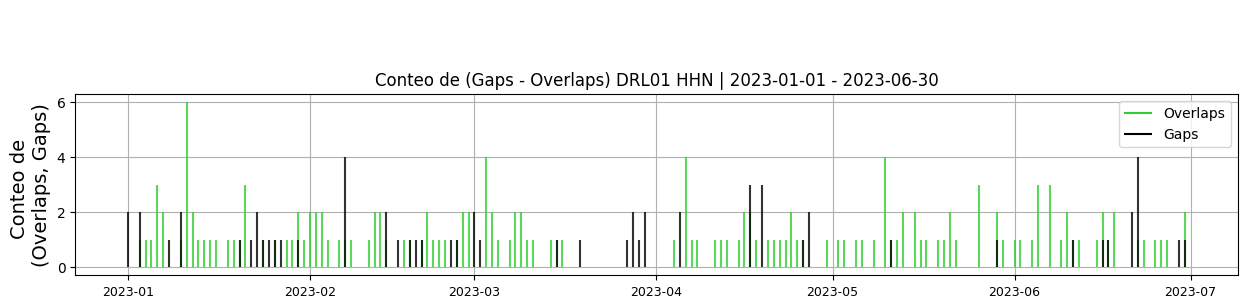 Conteo de (Gaps - Overlaps) DRL01 HHN | 2023-01-01 - 2023-06-30
Conteo de
(Overlaps, Gaps)
6
4
2
0
Overlaps
Gaps
2023-01
2023-02
2023-03
2023-04
2023-05
2023-06
2023-07